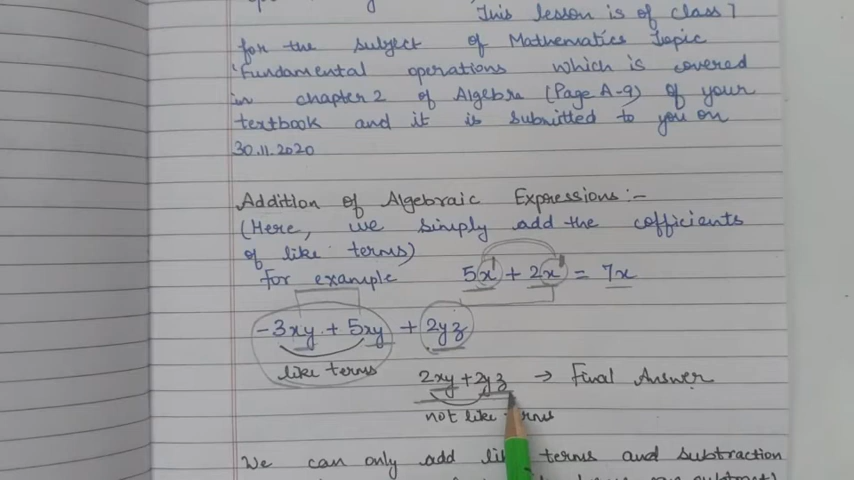 This lesson is of class 7
for the subject of Mathematics Topic
'Fundamental operations which is covered
in chapter 2 of Algebra (Page A-9) of your
textbook and it is submitted to you on
30.11.2020
Addition of Algebraic Expressions:-
(Here, we simply add the cofficients
of like terms)
for example 5x¹ + 2x¹ = 7x
-3xy + 5xy + 2yz
like terms
2xy + 2yz → Final Answer
not like terms
We can only add like terms and subtraction